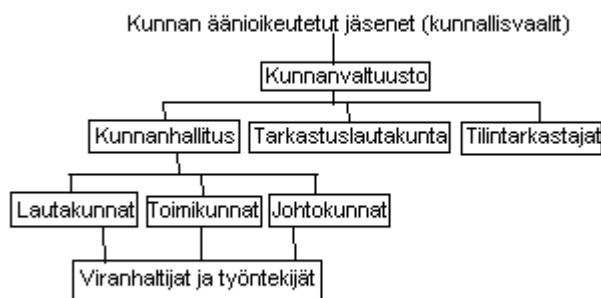 Kunnan äänioikeutetut jäsenet (kunnallisvaalit)
Kunnanvaltuusto
Kunnanhallitus
Tarkastuslautakunta
Tilintarkastajat
Lautakunnat
Toimikunnat
Johtokunnat
Viranhaltijat ja työntekijät